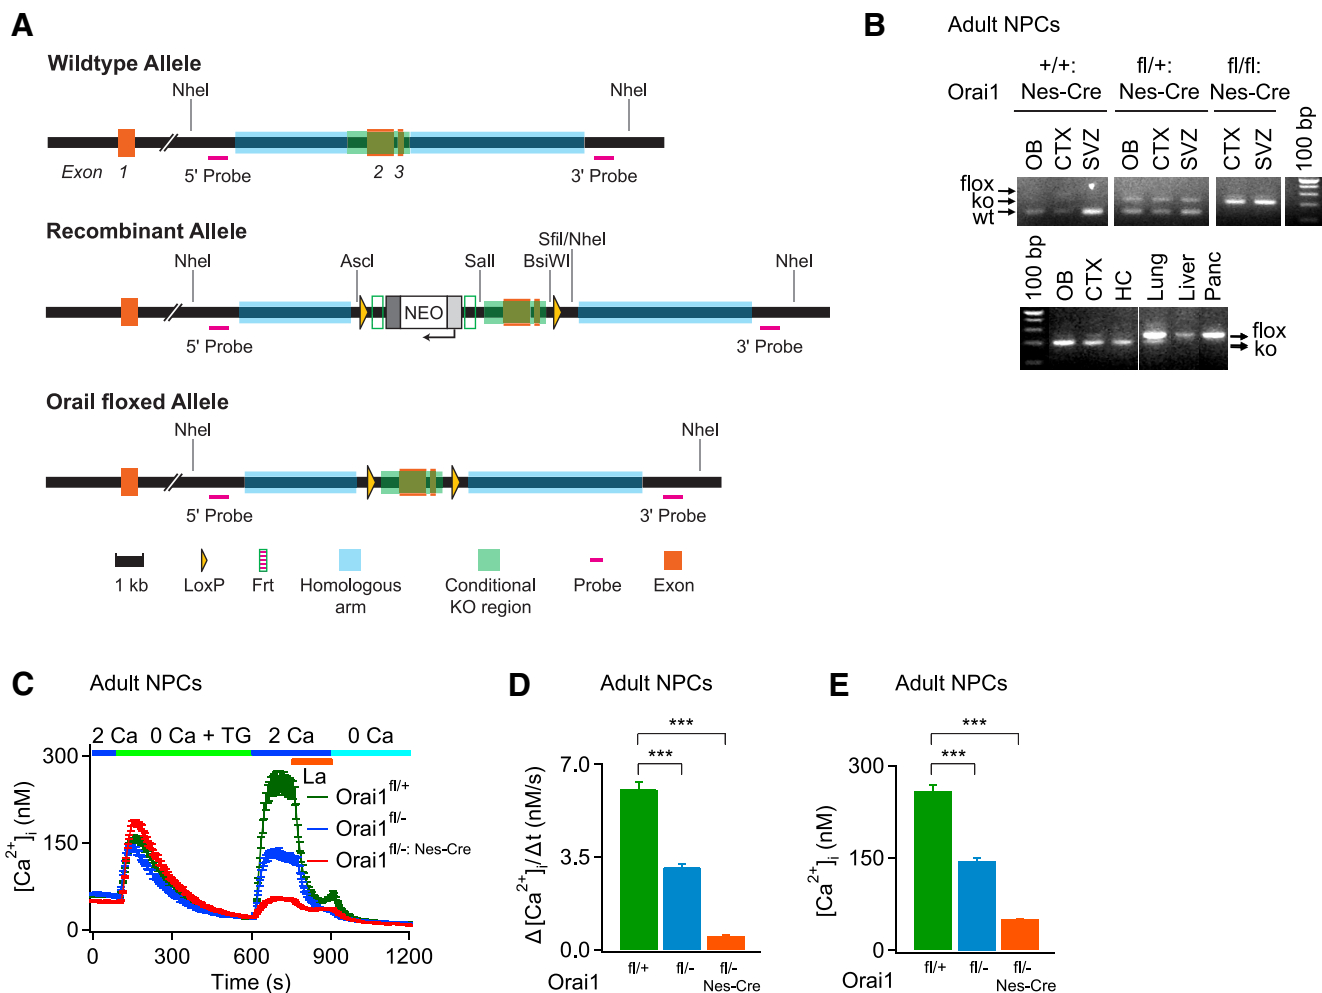 A
Wildtype Allele
NheI
NheI
Exon 1
5' Probe
2 3
3' Probe
Recombinant Allele
NheI
AscI
SalI
BsiWI
SfiI/NheI
NheI
NEO
5' Probe
3' Probe
Orail floxed Allele
NheI
NheI
5' Probe
3' Probe
1 kb
LoxP
Frt
Homologous
arm
Conditional
KO region
Probe
Exon
B
Adult NPCs
+/+: fl/+: fl/fl:
Orai1 Nes-Cre Nes-Cre Nes-Cre
OB CTX SVZ OB CTX SVZ CTX SVZ 100 bp
flox
ko
wt
100 bp OB CTX HC Lung Liver Panc
flox
ko
C
Adult NPCs
2 Ca 0 Ca + TG 2 Ca 0 Ca
La
Orai1fl/+
Orai1fl/-
Orai1fl/-: Nes-Cre
300
150
0
[Ca2+]i (nM)
0 300 600 900 1200
Time (s)
D
Adult NPCs
***
***
7.0
3.5
0.0
Δ [Ca2+]i/Δt (nM/s)
Orai1 fl/+ fl/- fl/-
Nes-Cre
E
Adult NPCs
***
***
300
150
0
[Ca2+]i (nM)
Orai1 fl/+ fl/- fl/-
Nes-Cre